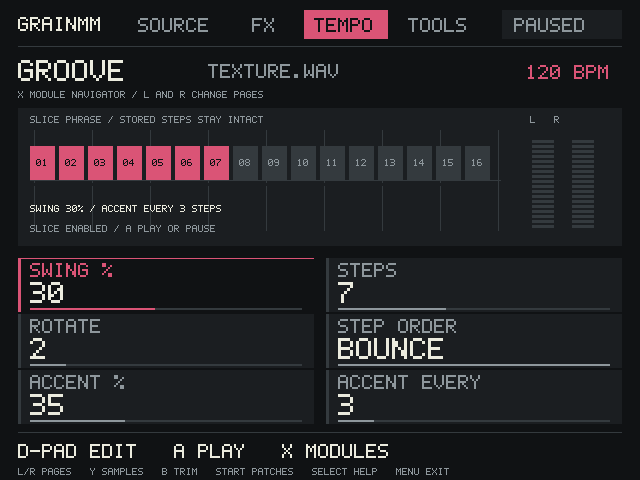 GRAINMM SOURCE FX TEMPO TOOLS PAUSED
GROOVE TEXTURE.WAV 120 BPM
X MODULE NAVIGATOR / L AND R CHANGE PAGES
SLICE PHRASE / STORED STEPS STAY INTACT L R
01 02 03 04 05 06 07 08 09 10 11 12 13 14 15 16
SWING 30% / ACCENT EVERY 3 STEPS
SLICE ENABLED / A PLAY OR PAUSE
SWING % STEPS
30 7
ROTATE STEP ORDER
2 BOUNCE
ACCENT % ACCENT EVERY
35 3
D-PAD EDIT A PLAY X MODULES
L/R PAGES Y SAMPLES B TRIM START PATCHES SELECT HELP MENU EXIT